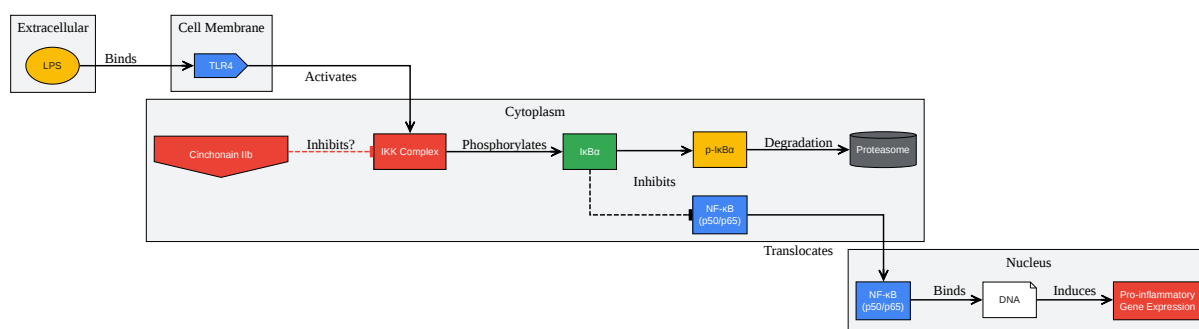 Extracellular
LPS
Binds
Cell Membrane
TLR4
Activates
Cytoplasm
Cinchonain IIb
Inhibits?
IKK Complex
Phosphorylates
IκBα
p-IκBα
Degradation
Proteasome
Inhibits
NF-κB
(p50/p65)
Translocates
Nucleus
NF-κB
(p50/p65)
Binds
DNA
Induces
Pro-inflammatory
Gene Expression